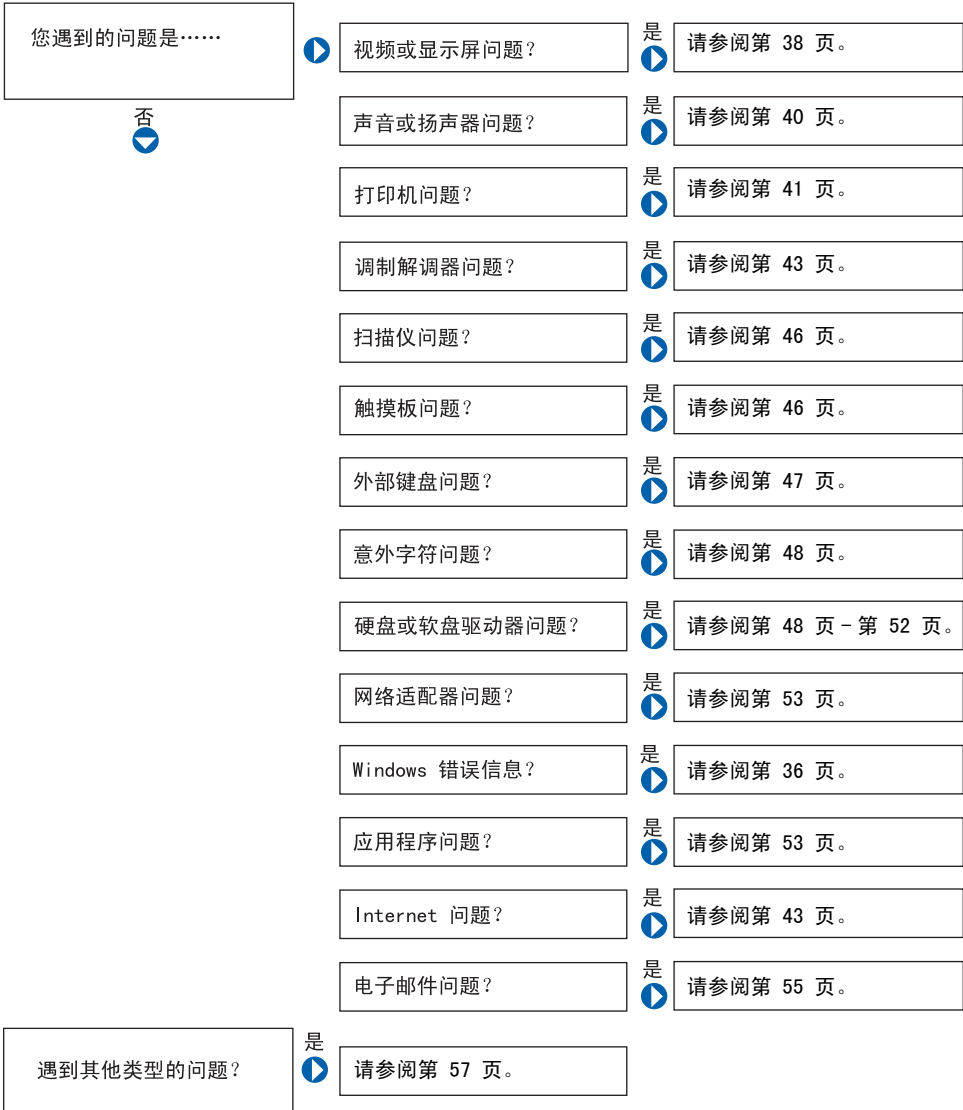 您遇到的问题是……
视频或显示屏问题？
是
请参阅第 38 页。
否
声音或扬声器问题？
是
请参阅第 40 页。
打印机问题？
是
请参阅第 41 页。
调制解调器问题？
是
请参阅第 43 页。
扫描仪问题？
是
请参阅第 46 页。
触摸板问题？
是
请参阅第 46 页。
外部键盘问题？
是
请参阅第 47 页。
意外字符问题？
是
请参阅第 48 页。
硬盘或软盘驱动器问题？
是
请参阅第 48 页－第 52 页。
网络适配器问题？
是
请参阅第 53 页。
Windows 错误信息？
是
请参阅第 36 页。
应用程序问题？
是
请参阅第 53 页。
Internet 问题？
是
请参阅第 43 页。
电子邮件问题？
是
请参阅第 55 页。
遇到其他类型的问题？
是
请参阅第 57 页。